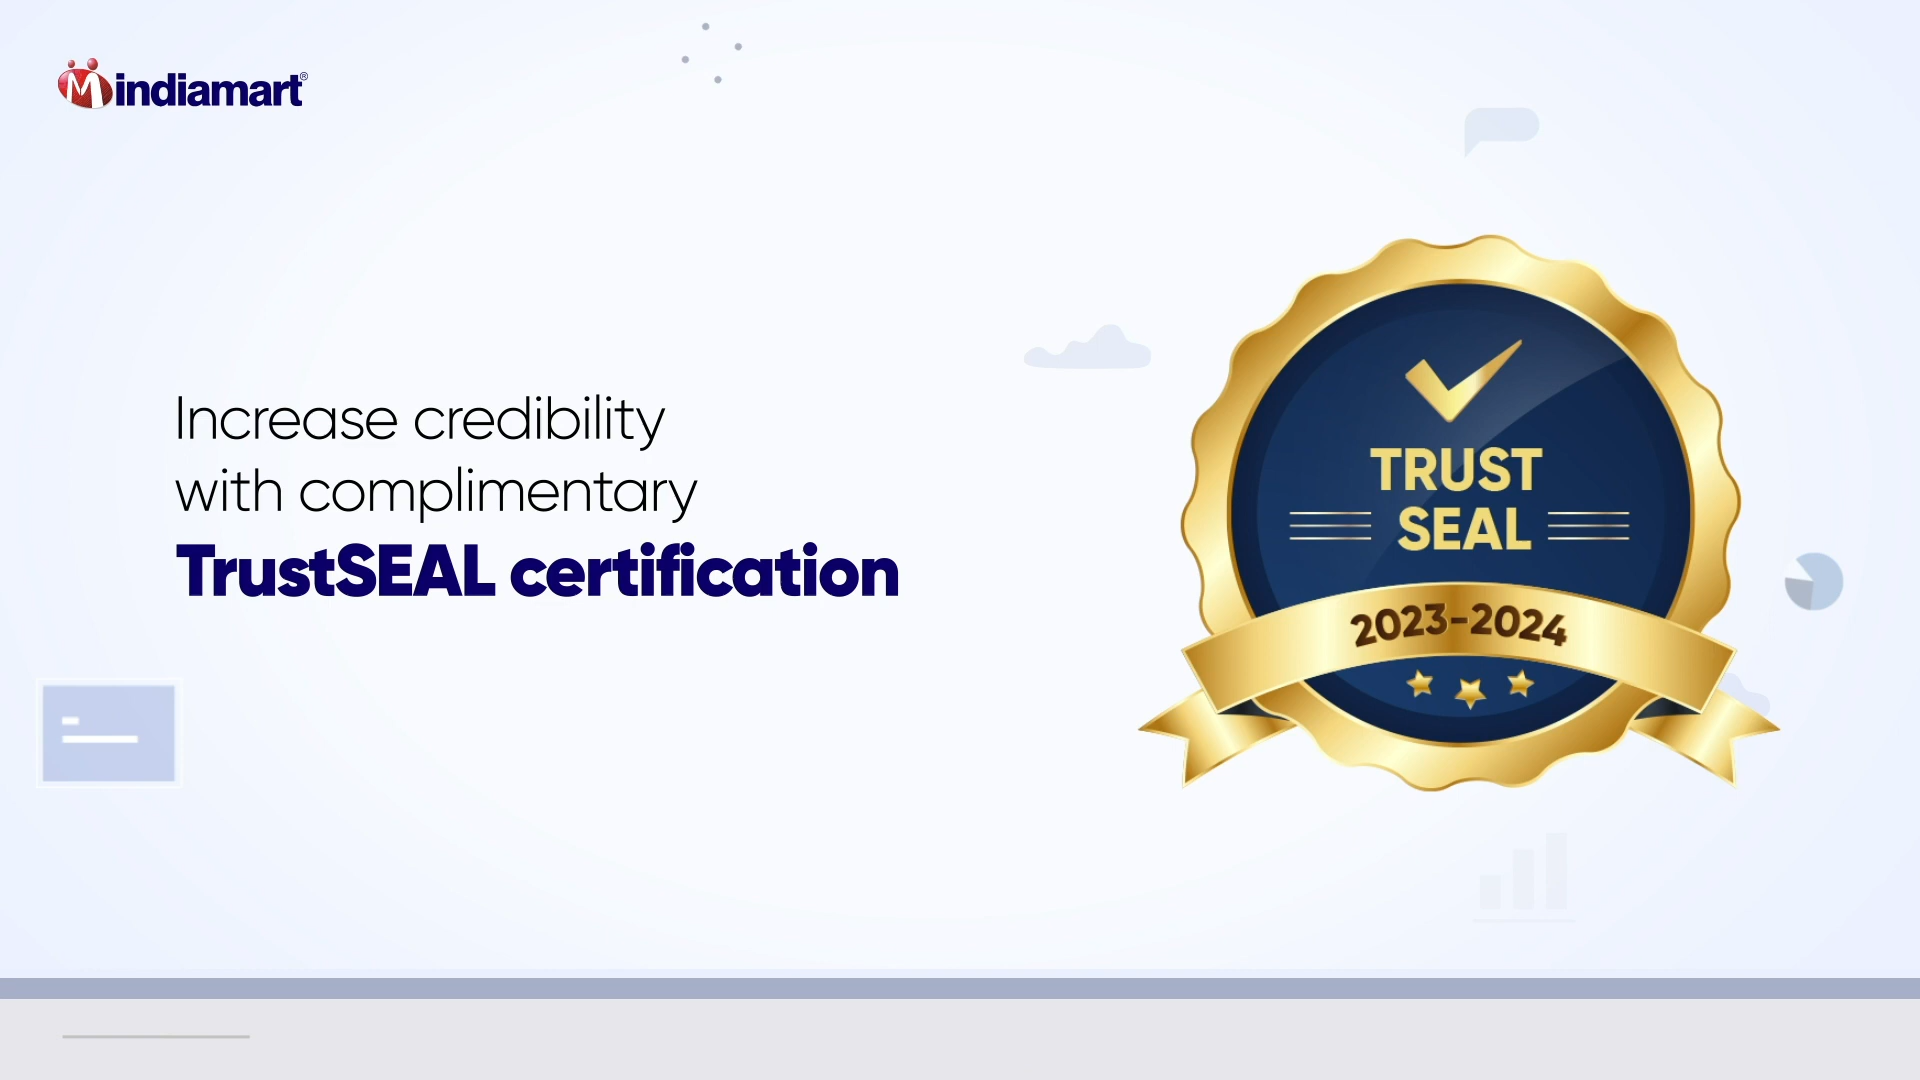 indiamart®
Increase credibility
with complimentary
TrustSEAL certification
TRUST
SEAL
2023-2024